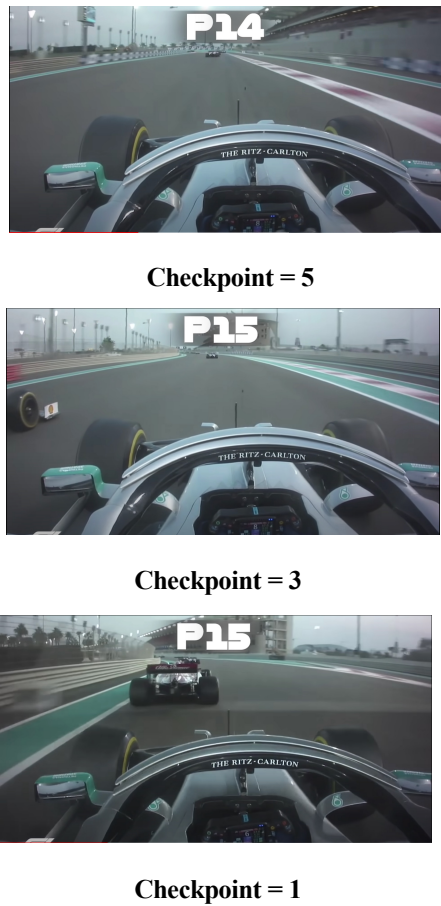 P14
THE RITZ-CARLTON
Checkpoint = 5
P15
THE RITZ-CARLTON
Checkpoint = 3
P15
THE RITZ-CARLTON
Checkpoint = 1